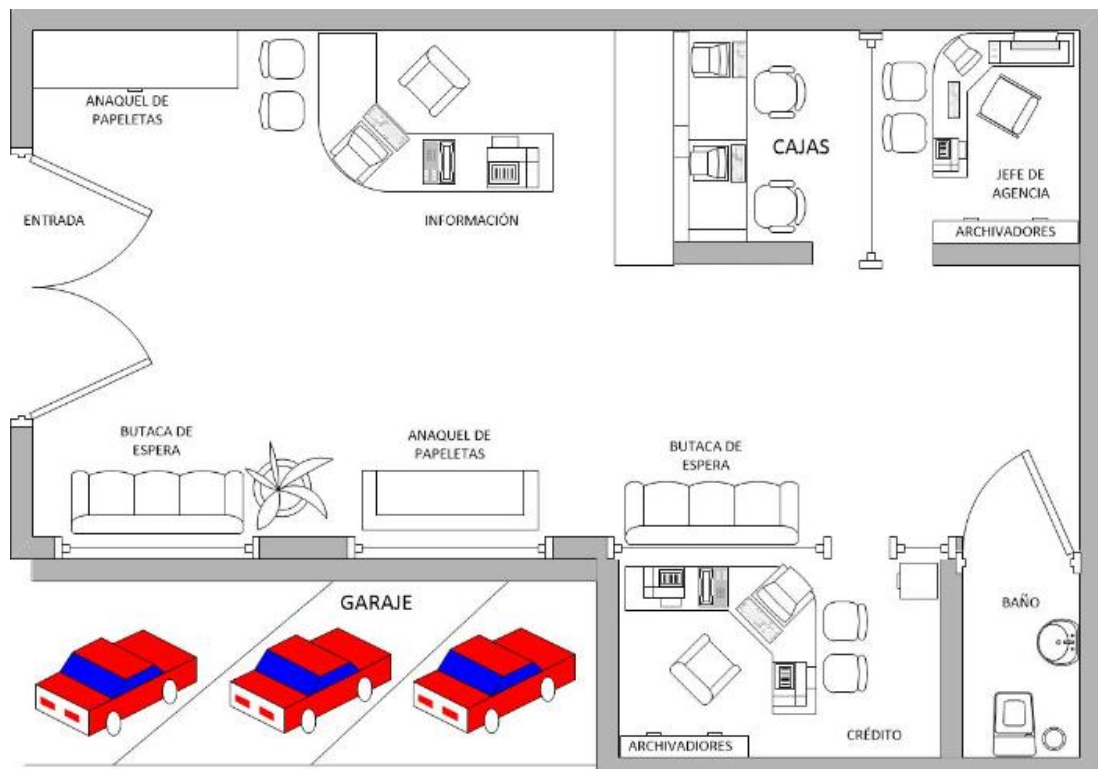 ANAQUEL DE
PAPELETAS
CAJAS
JEFE DE
AGENCIA
ENTRADA
INFORMACIÓN
ARCHIVADORES
BUTACA DE
ESPERA
ANAQUEL DE
PAPELETAS
BUTACA DE
ESPERA
GARAJE
BAÑO
CRÉDITO
ARCHIVADIORES